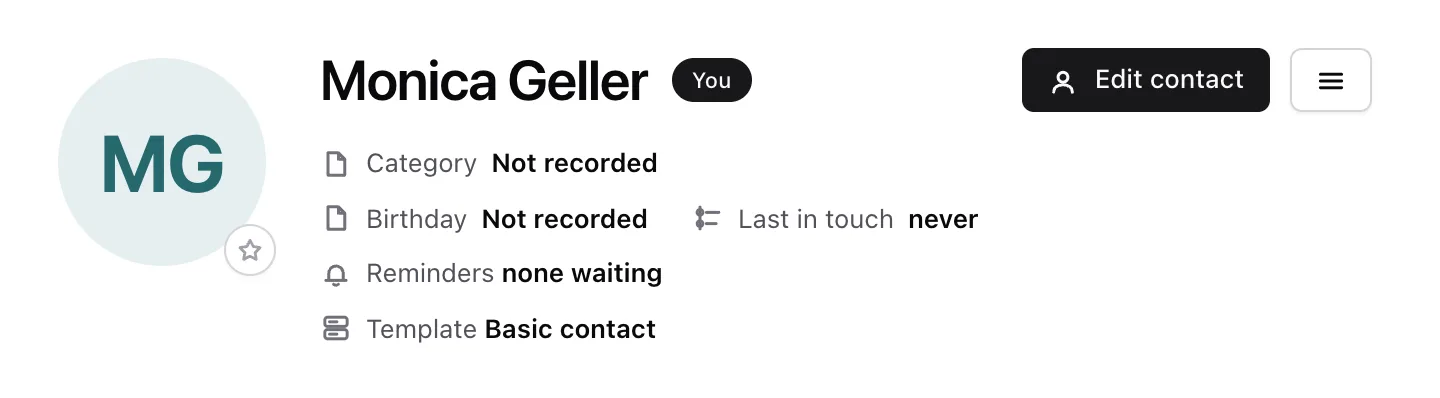 Monica Geller You
Edit contact
MG
Category Not recorded
Birthday Not recorded Last in touch never
Reminders none waiting
Template Basic contact